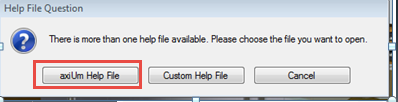 Help File Question
There is more than one help file available. Please choose the file you want to open.
axiUm Help File Custom Help File Cancel